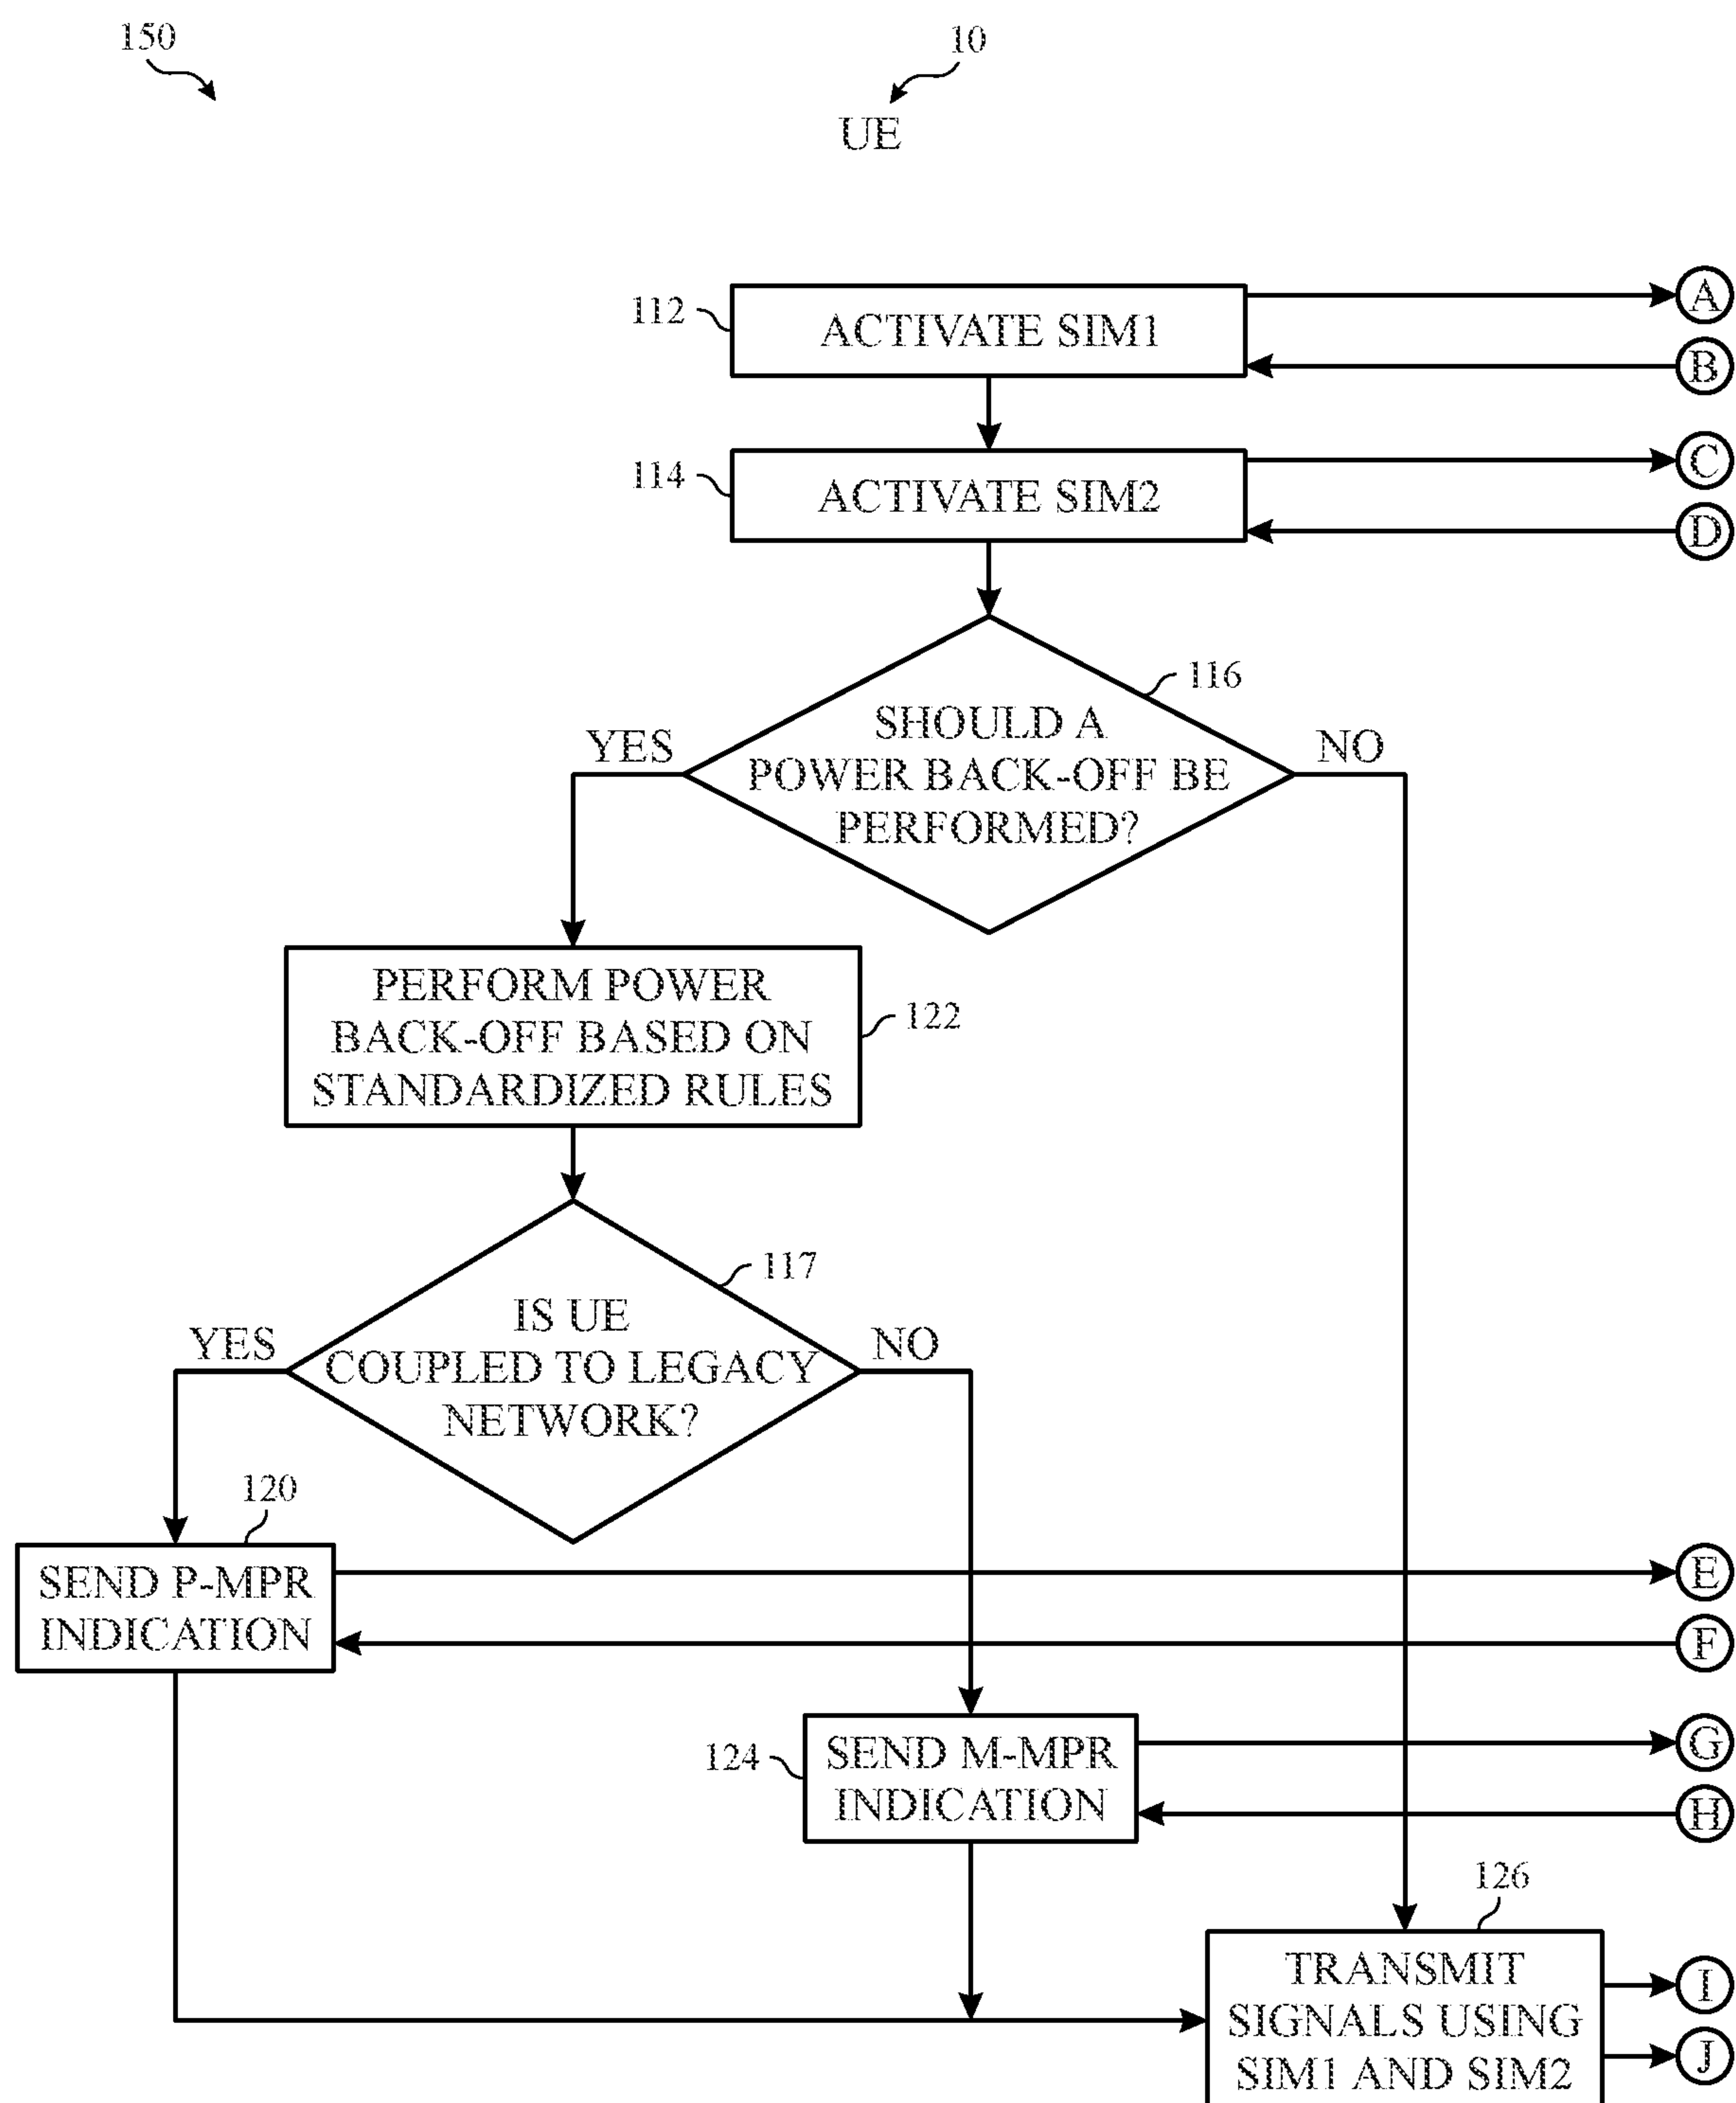 150
10
UE
112
ACTIVATE SIM1
A
B
114
ACTIVATE SIM2
C
D
116
SHOULD A
POWER BACK-OFF BE
PERFORMED?
YES
NO
PERFORM POWER
BACK-OFF BASED ON
STANDARDIZED RULES
122
117
IS UE
COUPLED TO LEGACY
NETWORK?
YES
NO
120
SEND P-MPR
INDICATION
E
F
124
SEND M-MPR
INDICATION
G
H
126
TRANSMIT
SIGNALS USING
SIM1 AND SIM2
I
J